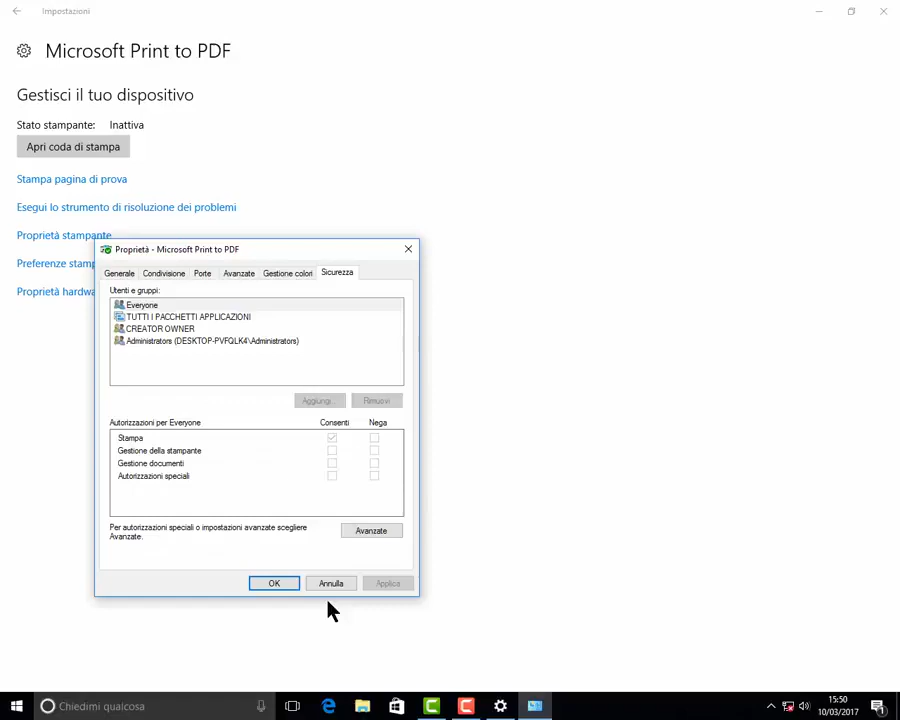 Impostazioni
Microsoft Print to PDF
Gestisci il tuo dispositivo
Stato stampante: Inattiva
Apri coda di stampa
Stampa pagina di prova
Esegui lo strumento di risoluzione dei problemi
Proprietà stampante
Preferenze stamp
Proprietà hardwa
Proprietà - Microsoft Print to PDF
Generale Condivisione Porte Avanzate Gestione colori Sicurezza
Utenti e gruppi:
Everyone
TUTTI I PACCHETTI APPLICAZIONI
CREATOR OWNER
Administrators (DESKTOP-PVFQLK4\Administrators)
Aggiungi... Rimuovi
Autorizzazioni per Everyone Consenti Nega
Stampa
Gestione della stampante
Gestione documenti
Autorizzazioni speciali
Per autorizzazioni speciali o impostazioni avanzate scegliere
Avanzate.
Avanzate
OK Annulla Applica
Chiedimi qualcosa
15:50
10/03/2017
1